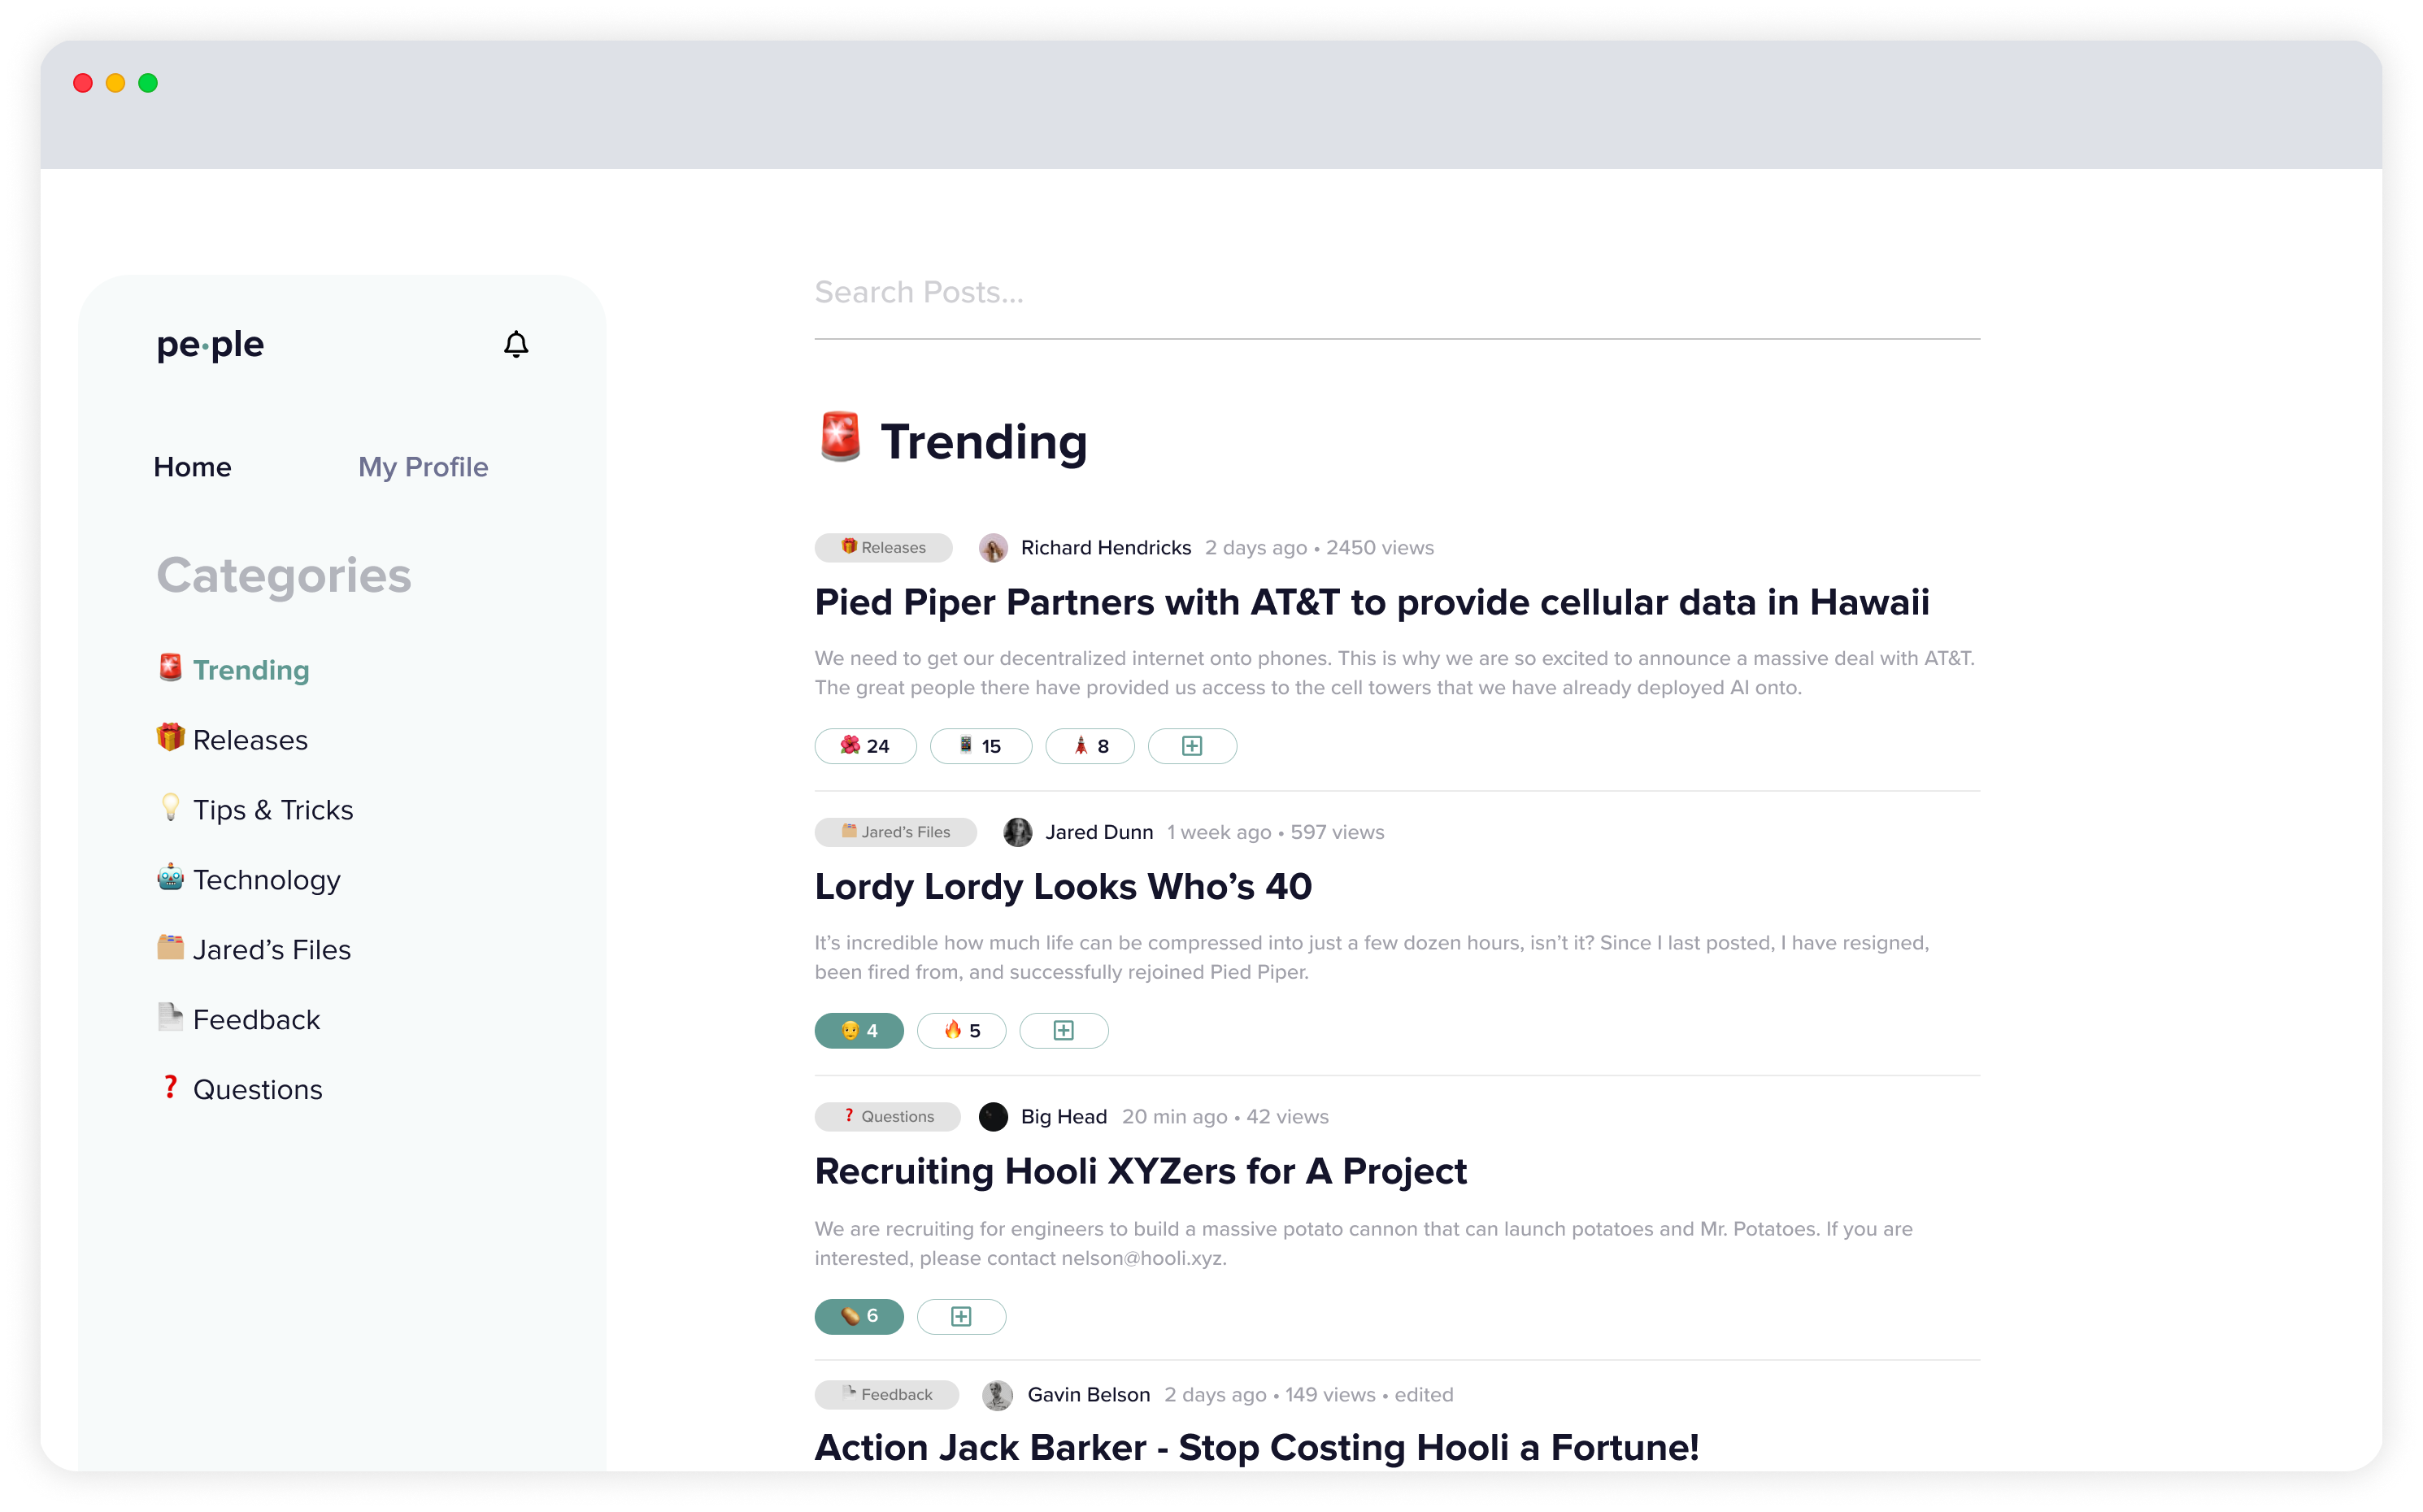 pe·ple
Home
My Profile
Categories
🚨 Trending
🎁 Releases
💡 Tips & Tricks
🤖 Technology
🗂 Jared’s Files
Feedback
❓ Questions
Search Posts...
🚨 Trending
🎁 Releases Richard Hendricks 2 days ago • 2450 views
Pied Piper Partners with AT&T to provide cellular data in Hawaii
We need to get our decentralized internet onto phones. This is why we are so excited to announce a massive deal with AT&T.
The great people there have provided us access to the cell towers that we have already deployed AI onto.
🌺 24 📱 15 8
🗂 Jared’s Files Jared Dunn 1 week ago • 597 views
Lordy Lordy Looks Who’s 40
It’s incredible how much life can be compressed into just a few dozen hours, isn’t it? Since I last posted, I have resigned,
been fired from, and successfully rejoined Pied Piper.
👴 4 🔥 5
❓ Questions Big Head 20 min ago • 42 views
Recruiting Hooli XYZers for A Project
We are recruiting for engineers to build a massive potato cannon that can launch potatoes and Mr. Potatoes. If you are
interested, please contact nelson@hooli.xyz.
🥔 6
Feedback Gavin Belson 2 days ago • 149 views • edited
Action Jack Barker - Stop Costing Hooli a Fortune!